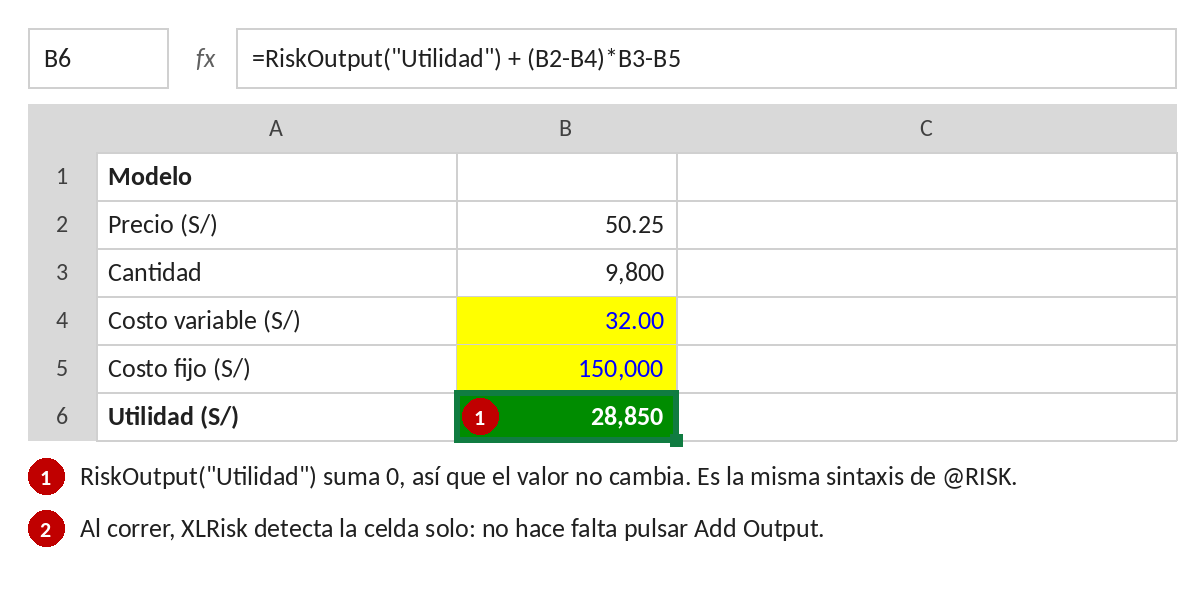 B6 fx =RiskOutput("Utilidad") + (B2-B4)*B3-B5
A B C
1 Modelo
2 Precio (S/) 50.25
3 Cantidad 9,800
4 Costo variable (S/) 32.00
5 Costo fijo (S/) 150,000
6 Utilidad (S/) 1 28,850
1 RiskOutput("Utilidad") suma 0, así que el valor no cambia. Es la misma sintaxis de @RISK.
2 Al correr, XLRisk detecta la celda solo: no hace falta pulsar Add Output.